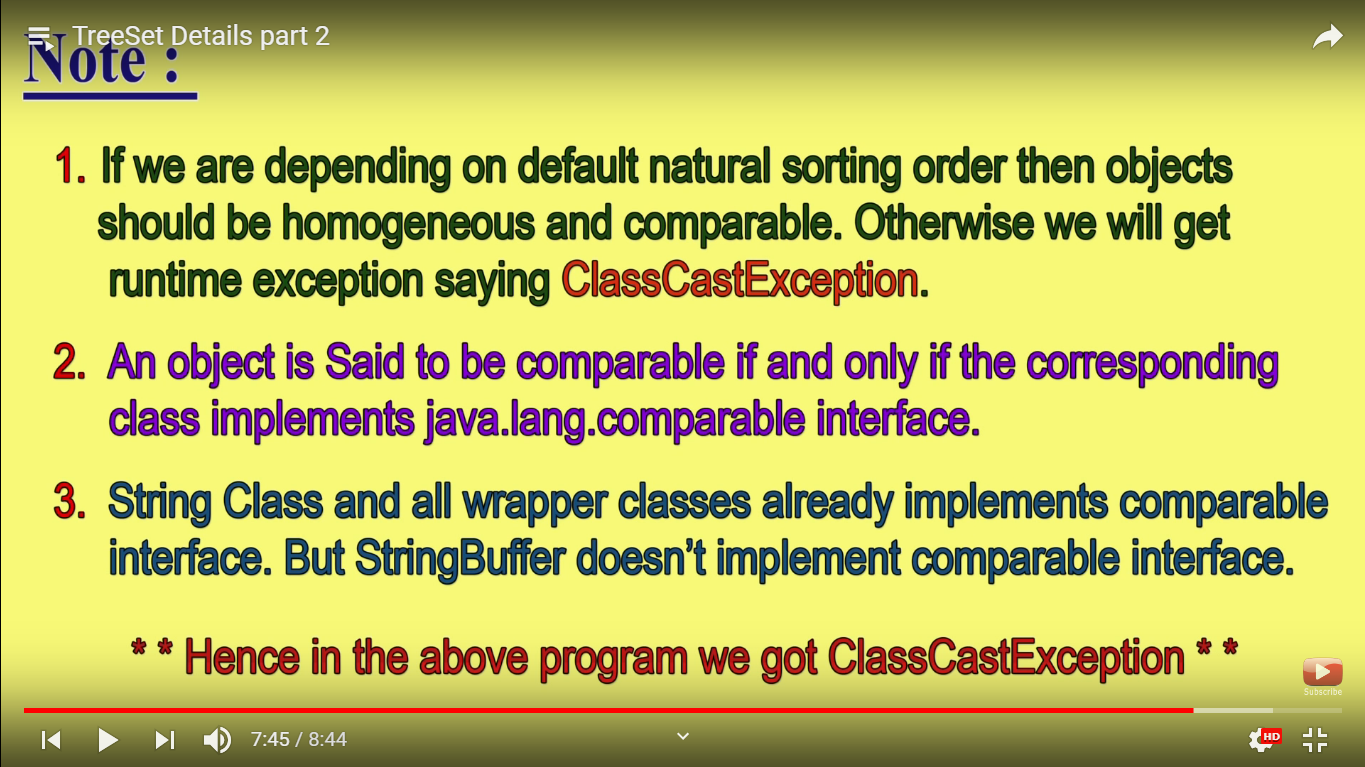 TreeSet Details part 2
Note :
1. If we are depending on default natural sorting order then objects
should be homogeneous and comparable. Otherwise we will get
runtime exception saying ClassCastException.
2. An object is Said to be comparable if and only if the corresponding
class implements java.lang.comparable interface.
3. String Class and all wrapper classes already implements comparable
interface. But StringBuffer doesn't implement comparable interface.
* * Hence in the above program we got ClassCastException * *
Subscribe
7:45 / 8:44
HD